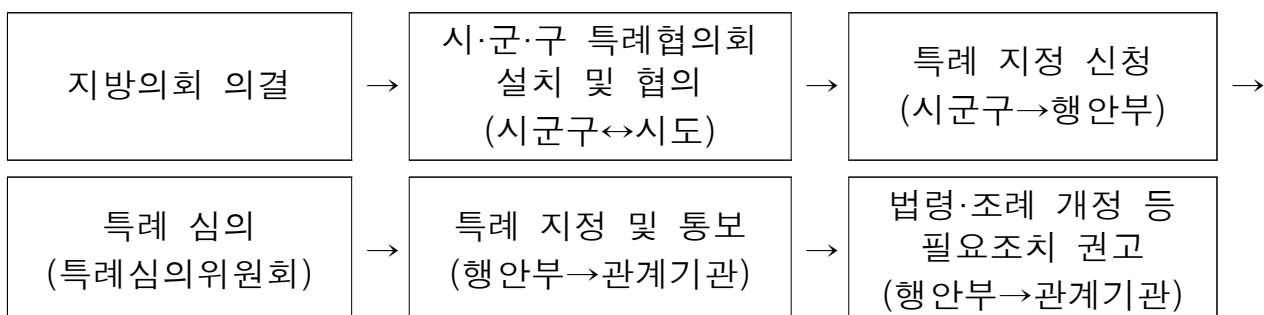 지방의회 의결
→
시·군·구 특례협의회
설치 및 협의
(시군구↔시도)
→
특례 지정 신청
(시군구→행안부)
→
특례 심의
(특례심의위원회)
→
특례 지정 및 통보
(행안부→관계기관)
→
법령·조례 개정 등
필요조치 권고
(행안부→관계기관)